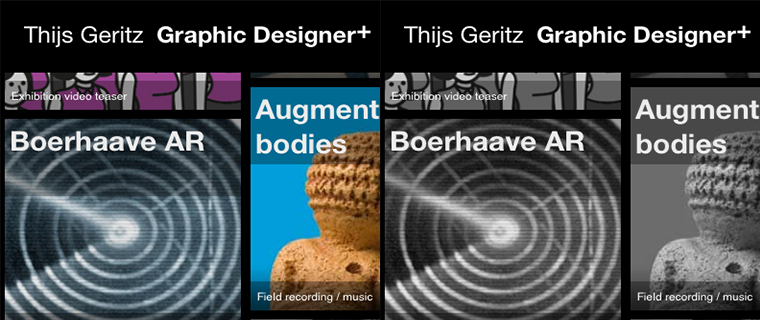 Thijs Geritz Graphic Designer+
Exhibition video teaser
Boerhaave AR
Augment
bodies
Field recording / music
Thijs Geritz Graphic Designer+
Exhibition video teaser
Boerhaave AR
Augment
bodies
Field recording / music